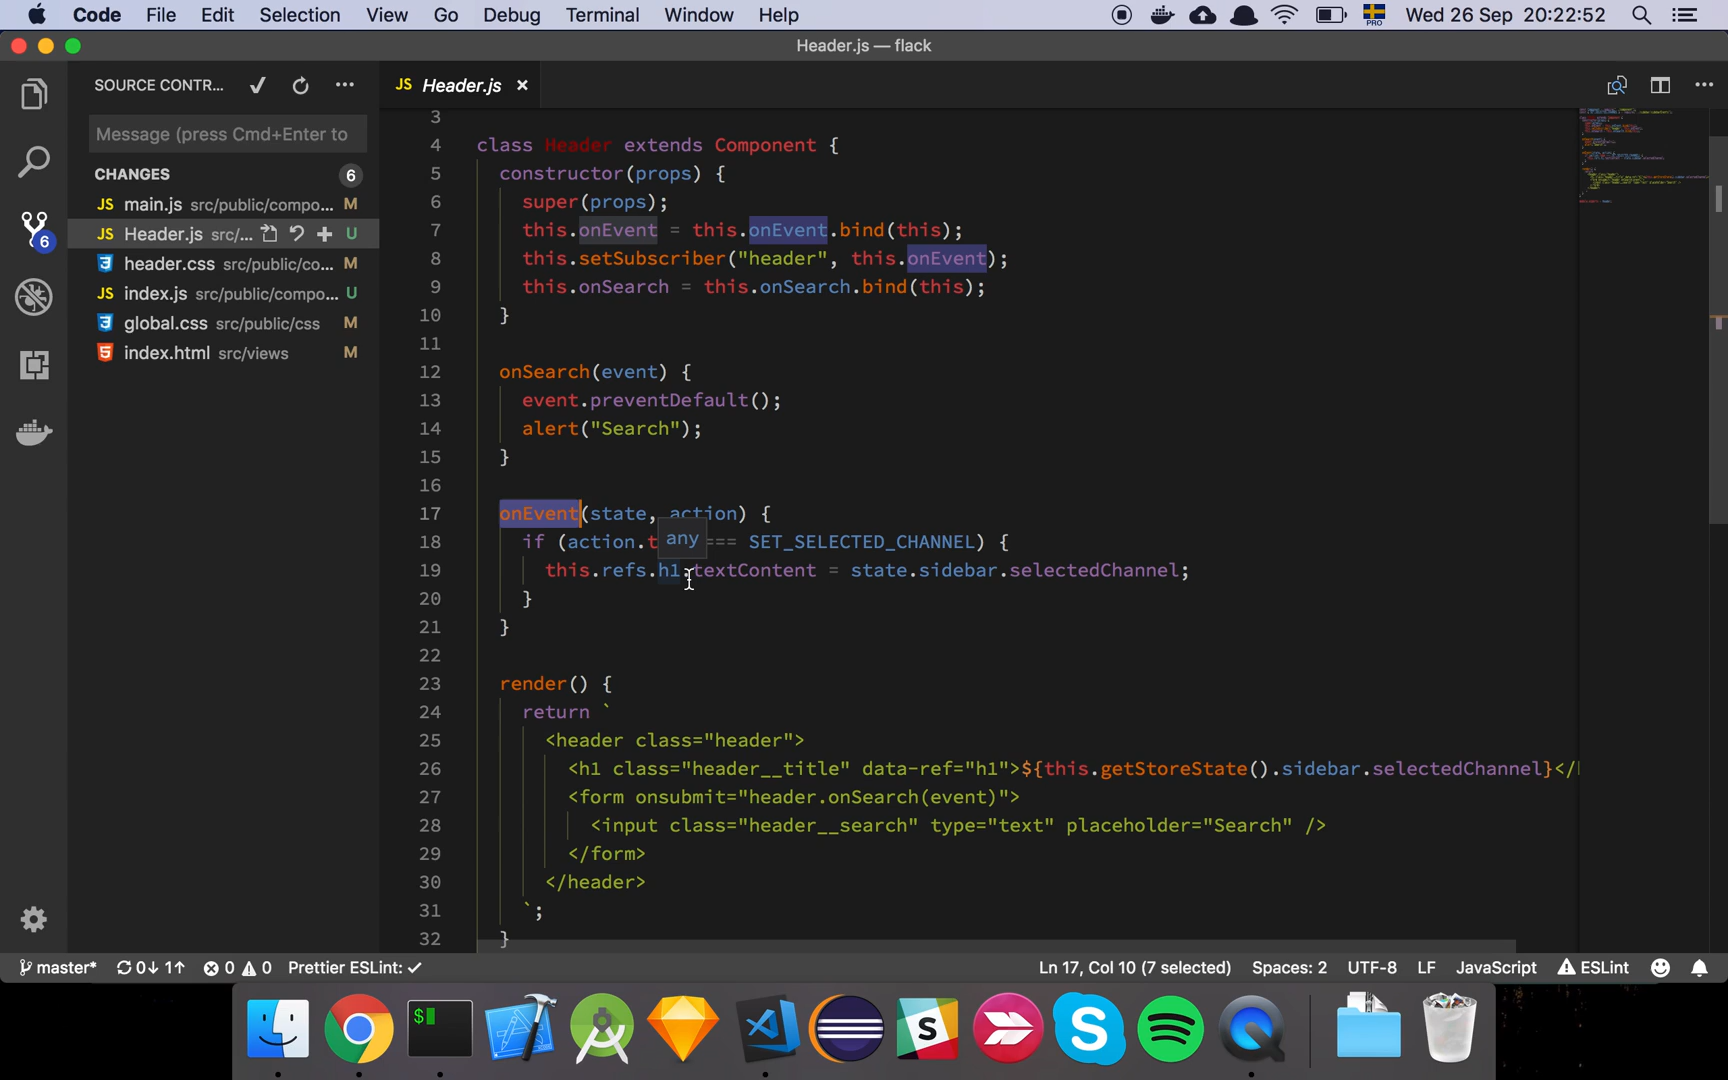 Code File Edit Selection View Go Debug Terminal Window Help PRO Wed 26 Sep 20:22:52
Header.js — flack
SOURCE CONTR...
JS Header.js ×
Message (press Cmd+Enter to
CHANGES 6
JS main.js src/public/compo... M
JS Header.js src/... U
header.css src/public/co... M
JS index.js src/public/compo... U
global.css src/public/css M
index.html src/views M
6
3
4 class Header extends Component {
5 constructor(props) {
6 super(props);
7 this.onEvent = this.onEvent.bind(this);
8 this.setSubscriber("header", this.onEvent);
9 this.onSearch = this.onSearch.bind(this);
10 }
11
12 onSearch(event) {
13 event.preventDefault();
14 alert("Search");
15 }
16
17 onEvent(state, action) {
18 if (action.t any === SET_SELECTED_CHANNEL) {
19 this.refs.h1.textContent = state.sidebar.selectedChannel;
20 }
21 }
22
23 render() {
24 return `
25 <header class="header">
26 <h1 class="header__title" data-ref="h1">${this.getStoreState().sidebar.selectedChannel}</
27 <form onsubmit="header.onSearch(event)">
28 <input class="header__search" type="text" placeholder="Search" />
29 </form>
30 </header>
31 `;
32 }
master* 0↓ 1↑ 0 0 Prettier ESLint: ✓ Ln 17, Col 10 (7 selected) Spaces: 2 UTF-8 LF JavaScript ESLint
$
S
S